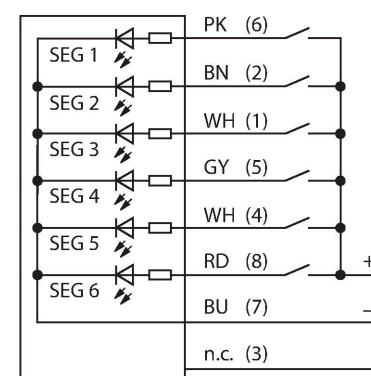 PK (6)
SEG 1
BN (2)
SEG 2
WH (1)
SEG 3
GY (5)
SEG 4
WH (4)
SEG 5
RD (8)
+
SEG 6
BU (7)
–
n.c. (3)